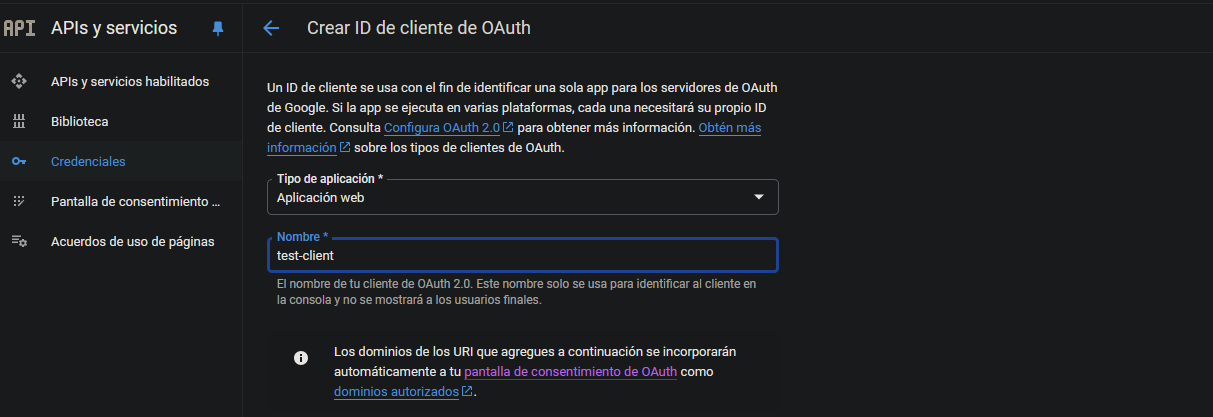 API APIs y servicios
Crear ID de cliente de OAuth
APIs y servicios habilitados
Biblioteca
Credenciales
Pantalla de consentimiento ...
Acuerdos de uso de páginas
Un ID de cliente se usa con el fin de identificar una sola app para los servidores de OAuth
de Google. Si la app se ejecuta en varias plataformas, cada una necesitará su propio ID
de cliente. Consulta Configura OAuth 2.0 para obtener más información. Obtén más
información sobre los tipos de clientes de OAuth.
Tipo de aplicación *
Aplicación web
Nombre *
test-client
El nombre de tu cliente de OAuth 2.0. Este nombre solo se usa para identificar al cliente en
la consola y no se mostrará a los usuarios finales.
Los dominios de los URI que agregues a continuación se incorporarán
automáticamente a tu pantalla de consentimiento de OAuth como
dominios autorizados.